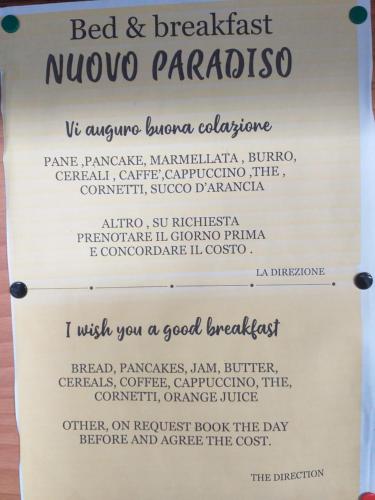 Bed & breakfast
NUOVO PARADISO
Vi auguro buona colazione
PANE ,PANCAKE, MARMELLATA , BURRO,
CEREALI , CAFFE',CAPPUCCINO ,THE ,
CORNETTI, SUCCO D'ARANCIA
ALTRO , SU RICHIESTA
PRENOTARE IL GIORNO PRIMA
E CONCORDARE IL COSTO .
LA DIREZIONE
I wish you a good breakfast
BREAD, PANCAKES, JAM, BUTTER,
CEREALS, COFFEE, CAPPUCCINO, THE,
CORNETTI, ORANGE JUICE
OTHER, ON REQUEST BOOK THE DAY
BEFORE AND AGREE THE COST.
THE DIRECTION